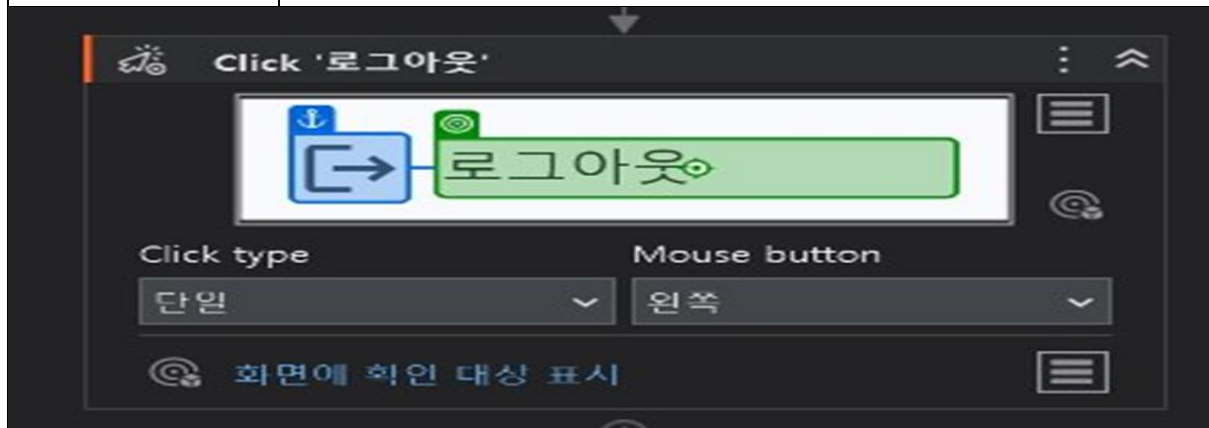 Click '로그아웃'
로그아웃
Click type
Mouse button
단일
왼쪽
화면에 확인 대상 표시